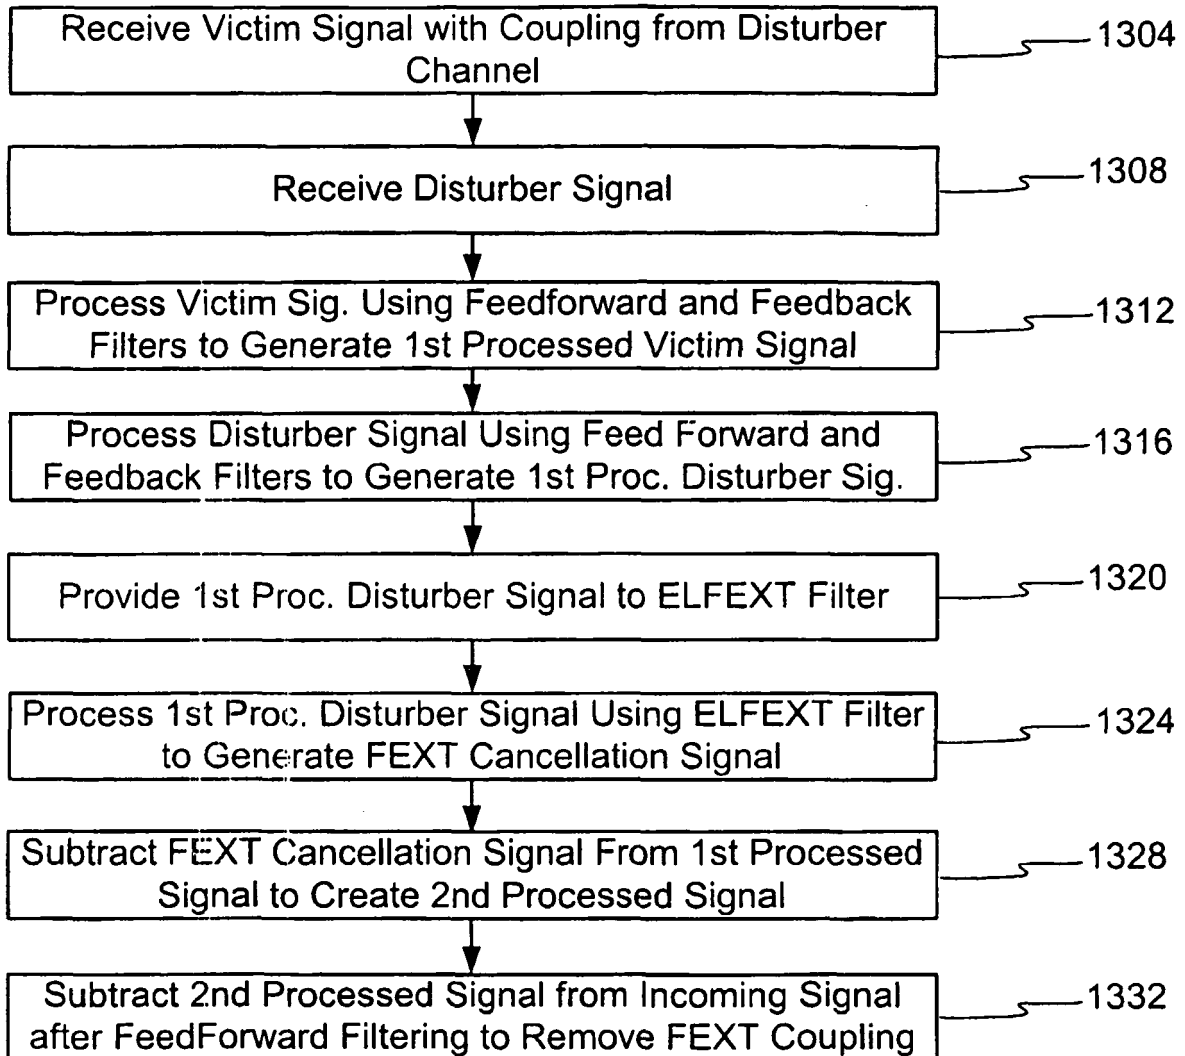 Receive Victim Signal with Coupling from Disturber
Channel
1304
Receive Disturber Signal
1308
Process Victim Sig. Using Feedforward and Feedback
Filters to Generate 1st Processed Victim Signal
1312
Process Disturber Signal Using Feed Forward and
Feedback Filters to Generate 1st Proc. Disturber Sig.
1316
Provide 1st Proc. Disturber Signal to ELFEXT Filter
1320
Process 1st Proc. Disturber Signal Using ELFEXT Filter
to Generate FEXT Cancellation Signal
1324
Subtract FEXT Cancellation Signal From 1st Processed
Signal to Create 2nd Processed Signal
1328
Subtract 2nd Processed Signal from Incoming Signal
after FeedForward Filtering to Remove FEXT Coupling
1332